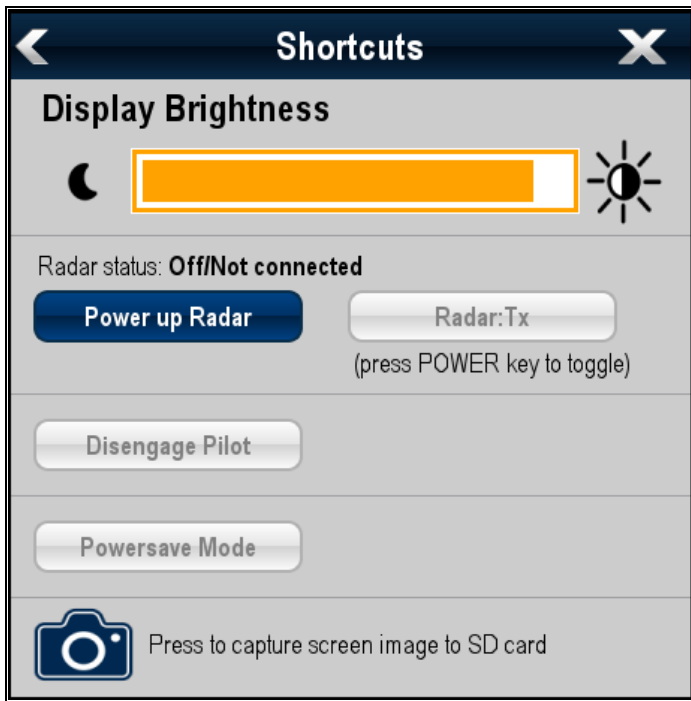 Shortcuts
Display Brightness
Radar status: Off/Not connected
Power up Radar
Radar:Tx
(press POWER key to toggle)
Disengage Pilot
Powersave Mode
Press to capture screen image to SD card